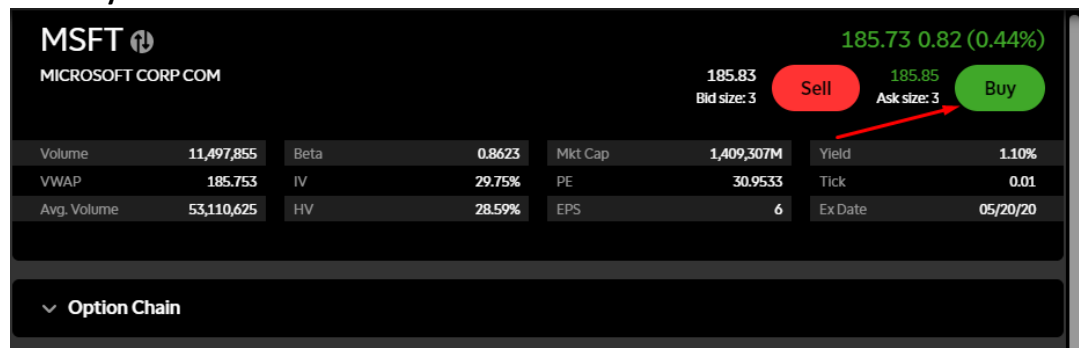 MSFT
185.73 0.82 (0.44%)
MICROSOFT CORP COM
185.83
Bid size: 3
Sell
185.85
Ask size: 3
Buy
Volume 11,497,855 Beta 0.8623 Mkt Cap 1,409,307M Yield 1.10%
VWAP 185.753 IV 29.75% PE 30.9533 Tick 0.01
Avg. Volume 53,110,625 HV 28.59% EPS 6 Ex Date 05/20/20
Option Chain